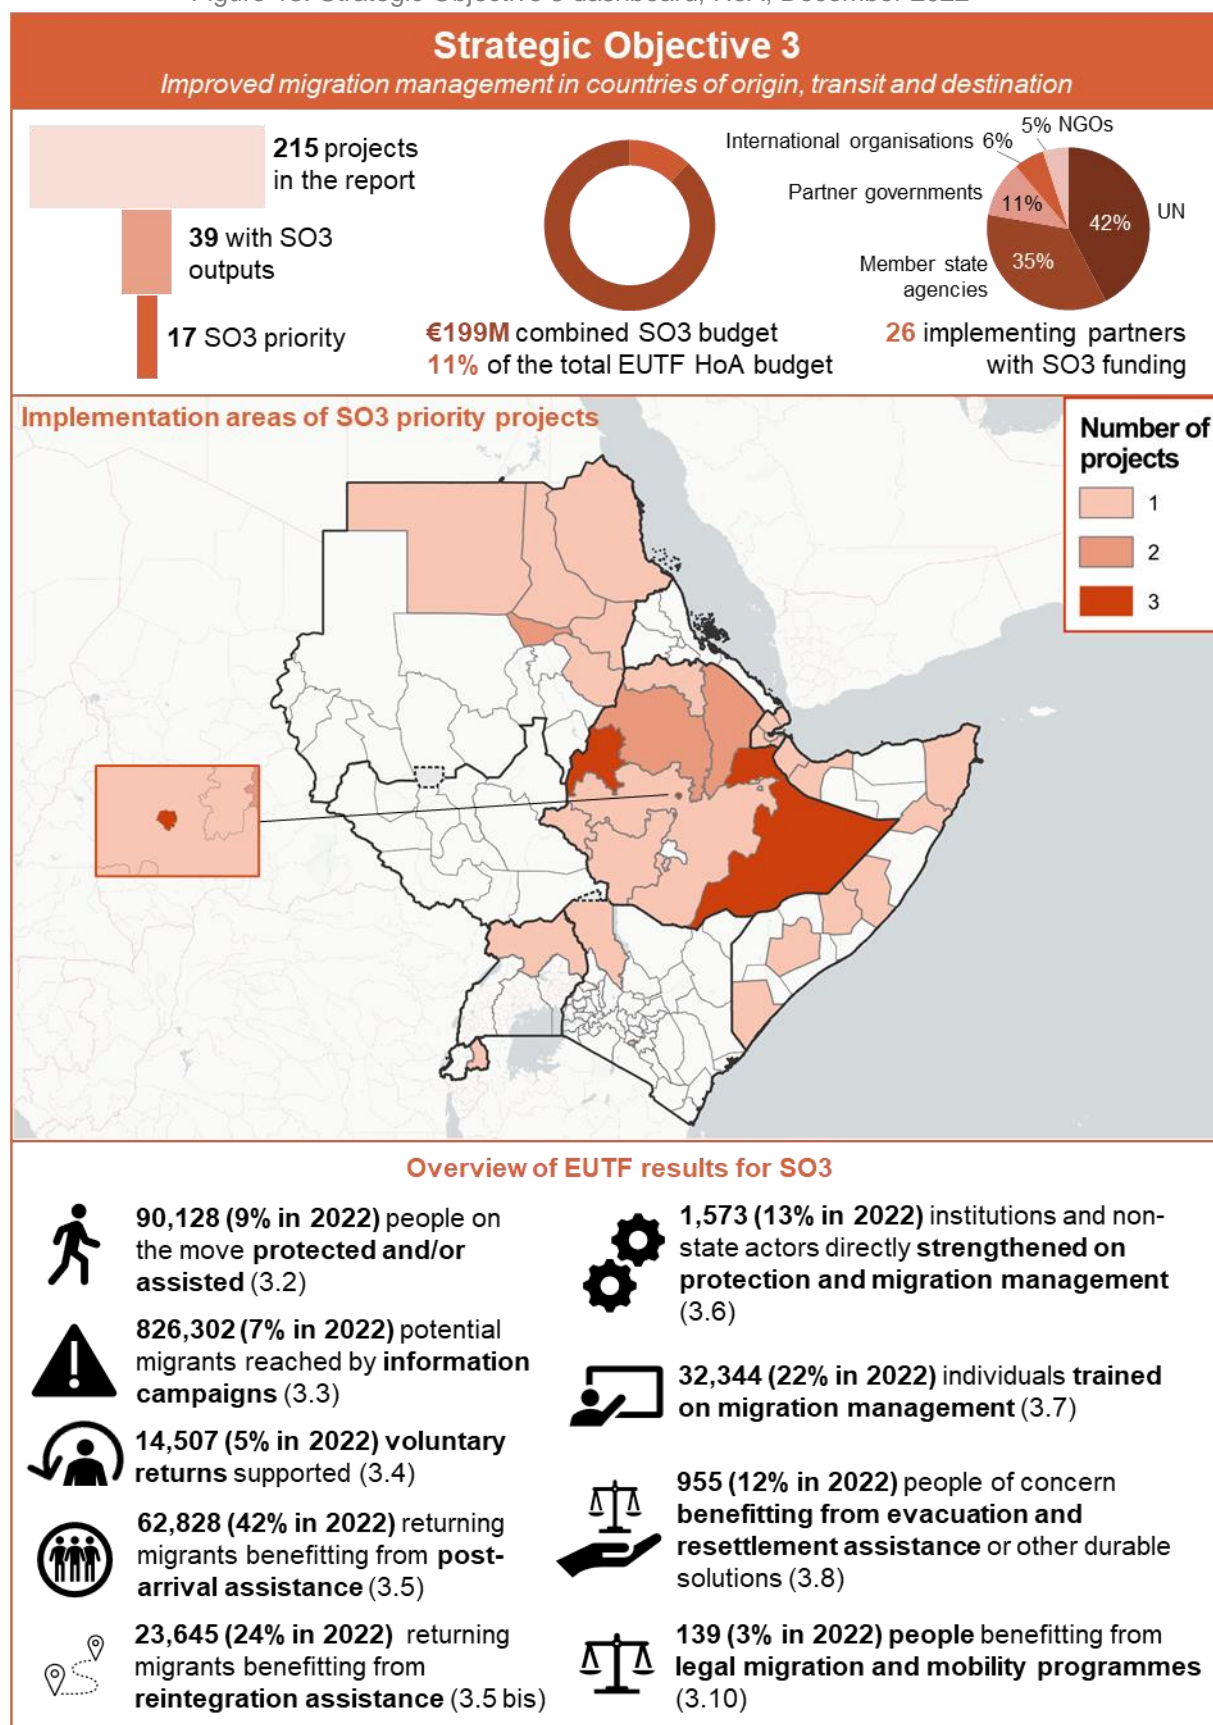 Figure 18: Strategic Objective 3 dashboard, HoA, December 2022
Strategic Objective 3
Improved migration management in countries of origin, transit and destination
215 projects
in the report
39 with SO3
outputs
17 SO3 priority
€199M combined SO3 budget
11% of the total EUTF HoA budget
5% NGOs
International organisations 6%
Partner governments
11%
42%
UN
Member state
agencies
35%
26 implementing partners
with SO3 funding
Implementation areas of SO3 priority projects
Number of
projects
1
2
3
Overview of EUTF results for SO3
90,128 (9% in 2022) people on
the move protected and/or
assisted (3.2)
826,302 (7% in 2022) potential
migrants reached by information
campaigns (3.3)
14,507 (5% in 2022) voluntary
returns supported (3.4)
62,828 (42% in 2022) returning
migrants benefitting from post-
arrival assistance (3.5)
23,645 (24% in 2022) returning
migrants benefitting from
reintegration assistance (3.5 bis)
1,573 (13% in 2022) institutions and non-
state actors directly strengthened on
protection and migration management
(3.6)
32,344 (22% in 2022) individuals trained
on migration management (3.7)
955 (12% in 2022) people of concern
benefitting from evacuation and
resettlement assistance or other durable
solutions (3.8)
139 (3% in 2022) people benefitting from
legal migration and mobility programmes
(3.10)